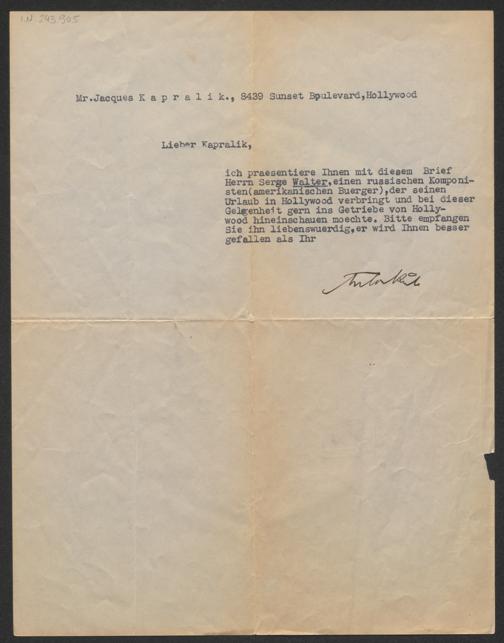 I.N. 243.905
Mr.Jacques K a p r a l i k., 8439 Sunset Boulevard,Hollywood
Lieber Kapralik,
ich praesentiere Ihnen mit diesem Brief
Herrn Serge Walter,einen russischen Komponi-
sten(amerikanischen Buerger),der seinen
Urlaub in Hollywood verbringt und bei dieser
Gelegenheit gern ins Getriebe von Holly-
wood hineinschauen moechte. Bitte empfangen
Sie ihn liebenswuerdig,er wird Ihnen besser
gefallen als Ihr